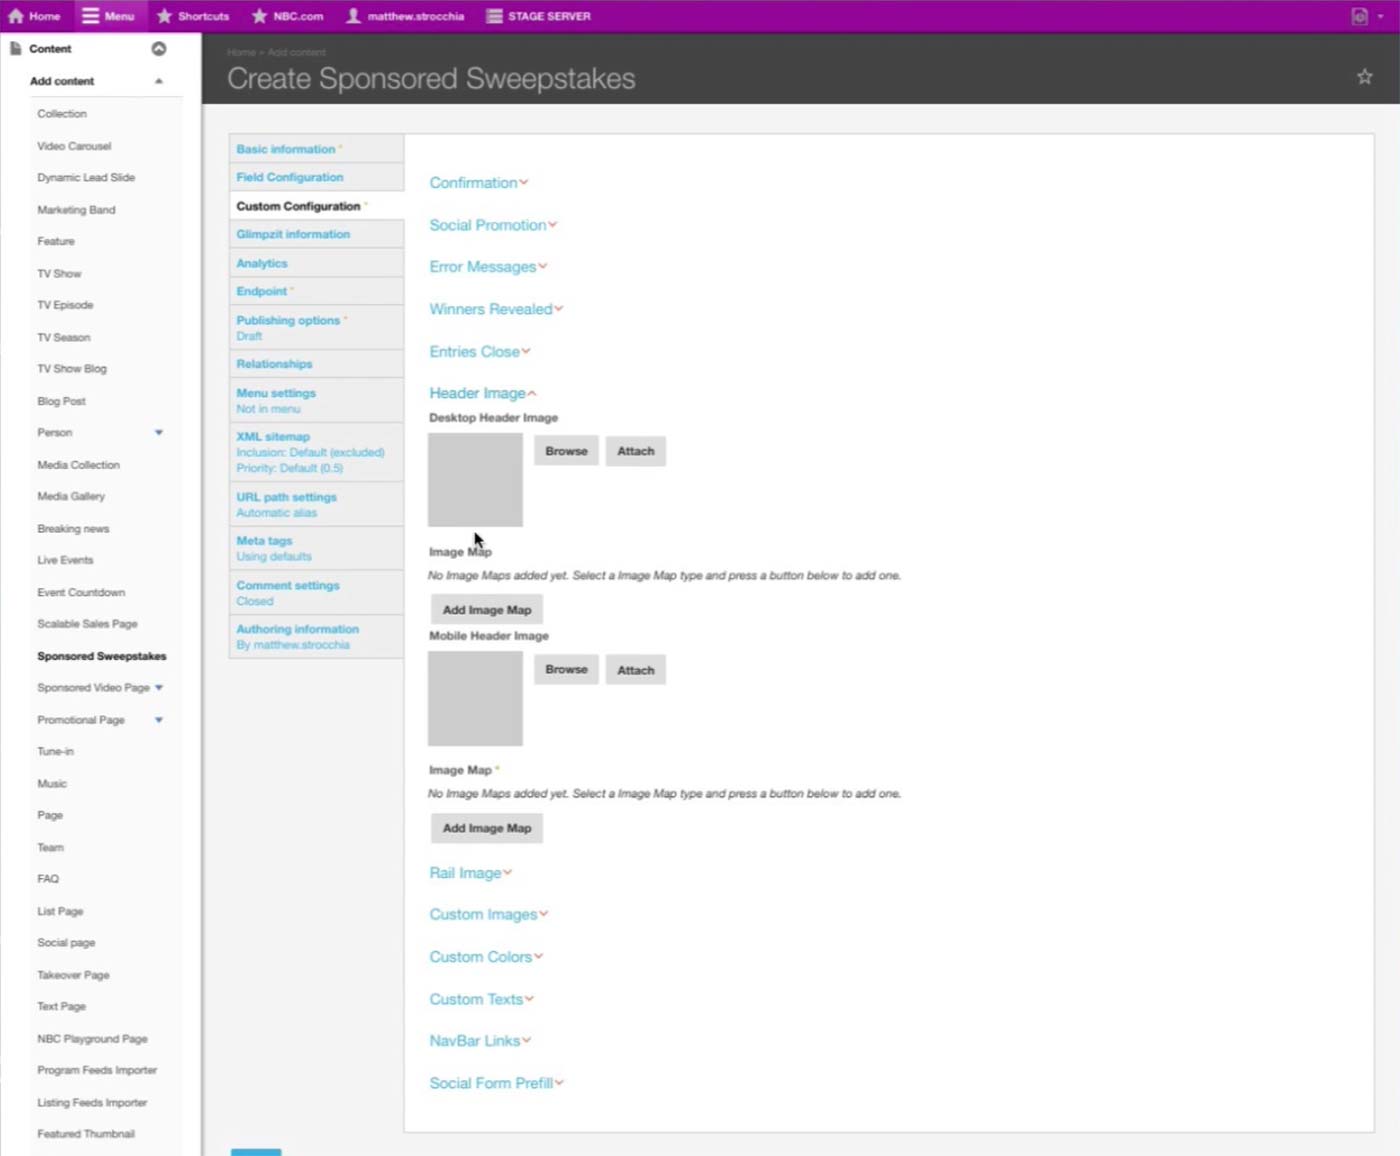 Home
Menu
Shortcuts
NBC.com
matthew.strocchia
STAGE SERVER
Content
Add content
Collection
Video Carousel
Dynamic Lead Slide
Marketing Band
Feature
TV Show
TV Episode
TV Season
TV Show Blog
Blog Post
Person
Media Collection
Media Gallery
Breaking news
Live Events
Event Countdown
Scalable Sales Page
Sponsored Sweepstakes
Sponsored Video Page
Promotional Page
Tune-in
Music
Page
Team
FAQ
List Page
Social page
Takeover Page
Text Page
NBC Playground Page
Program Feeds Importer
Listing Feeds Importer
Featured Thumbnail
Home » Add content
Create Sponsored Sweepstakes
Basic information *
Field Configuration
Custom Configuration *
Glimpzit information
Analytics
Endpoint *
Publishing options *
Draft
Relationships
Menu settings
Not in menu
XML sitemap
Inclusion: Default (excluded)
Priority: Default (0.5)
URL path settings
Automatic alias
Meta tags
Using defaults
Comment settings
Closed
Authoring information
By matthew.strocchia
Confirmation
Social Promotion
Error Messages
Winners Revealed
Entries Close
Header Image
Desktop Header Image
Browse
Attach
Image Map
No Image Maps added yet. Select a Image Map type and press a button below to add one.
Add Image Map
Mobile Header Image
Browse
Attach
Image Map *
No Image Maps added yet. Select a Image Map type and press a button below to add one.
Add Image Map
Rail Image
Custom Images
Custom Colors
Custom Texts
NavBar Links
Social Form Prefill